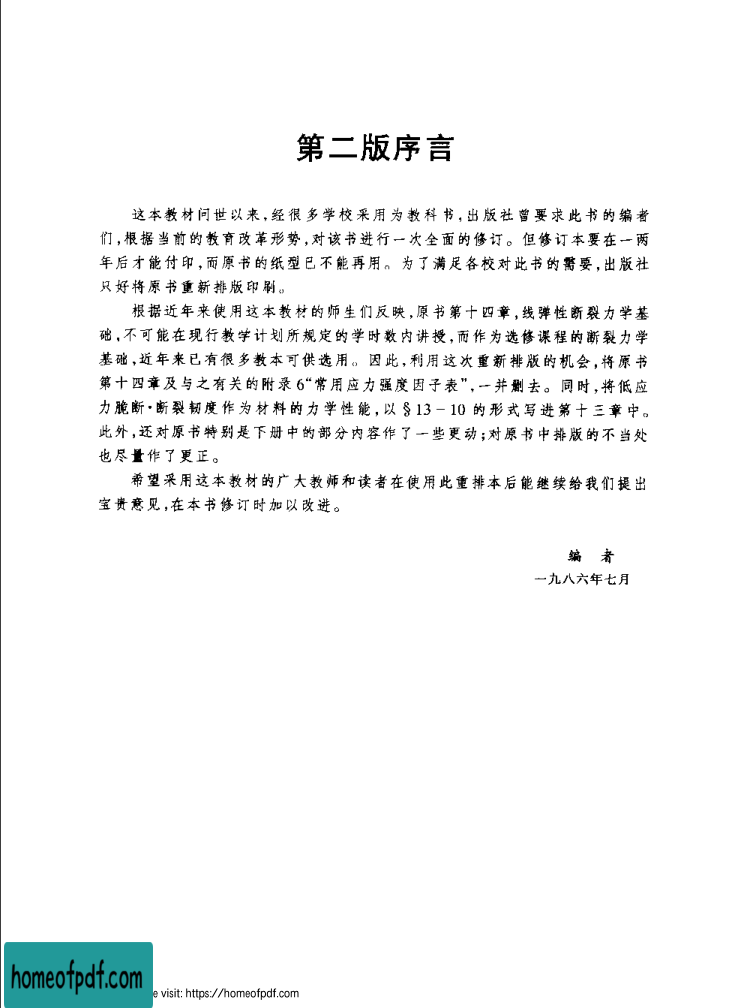 第二版序言
这本教材问世以来,经很多学校采用为教科书,出版社曾要求此书的编者
们,根据当前的教育改革形势,对该书进行一次全面的修订。但修订本要在一两
年后才能付印,而原书的纸型已不能再用。为了满足各校对此书的需要,出版社
只好将原书重新排版印刷。
根据近年来使用这本教材的师生们反映,原书第十四章,线弹性断裂力学基
础,不可能在现行教学计划所规定的学时数内讲授,而作为选修课程的断裂力学
基础,近年来已有很多教本可供选用。因此,利用这次重新排版的机会,将原书
第十四章及与之有关的附录 6“常用应力强度因子表”,一并删去。同时,将低应
力脆断·断裂韧度作为材料的力学性能,以 § 13－10 的形式写进第十三章中。
此外,还对原书特别是下册中的部分内容作了一些更动;对原书中排版的不当处
也尽量作了更正。
希望采用这本教材的广大教师和读者在使用此重排本后能继续给我们提出
宝贵意见,在本书修订时加以改进。
编 者
一九八六年七月
homeofpdf.com
e visit: https://homeofpdf.com